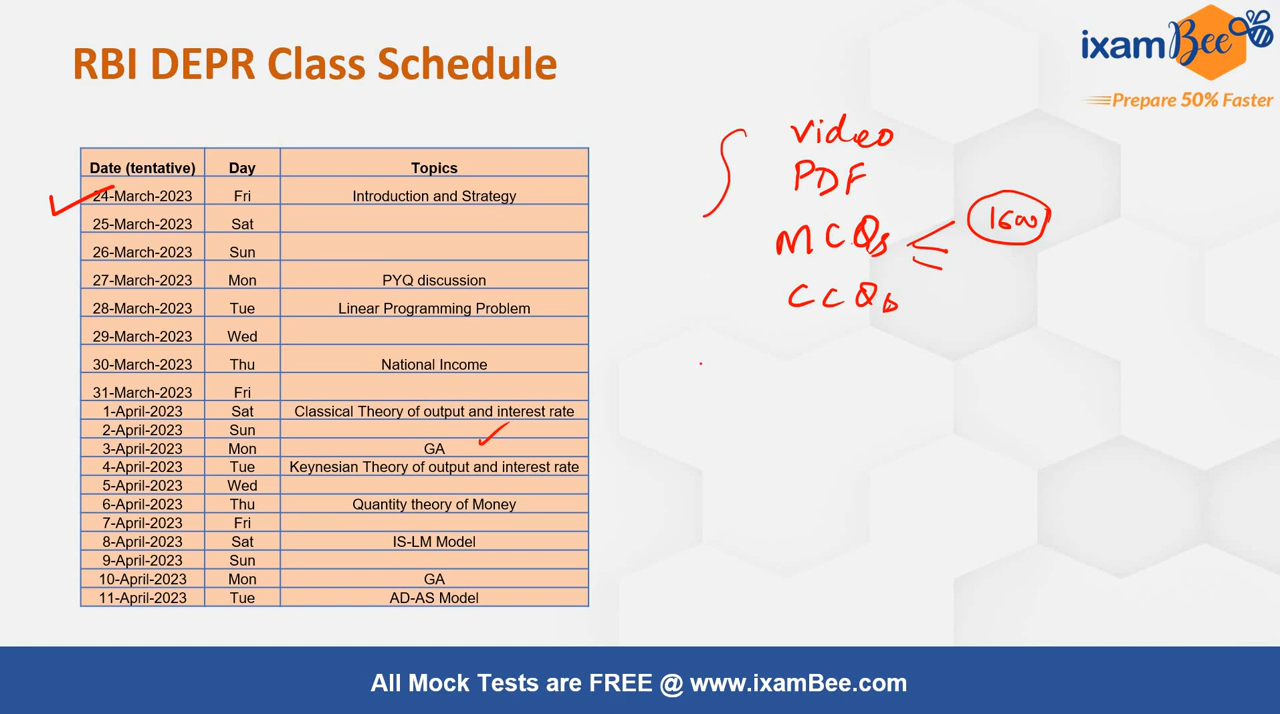 RBI DEPR Class Schedule
ixamBee
Prepare 50% Faster
Date (tentative) Day Topics
24-March-2023 Fri Introduction and Strategy
25-March-2023 Sat
26-March-2023 Sun
27-March-2023 Mon PYQ discussion
28-March-2023 Tue Linear Programming Problem
29-March-2023 Wed
30-March-2023 Thu National Income
31-March-2023 Fri
1-April-2023 Sat Classical Theory of output and interest rate
2-April-2023 Sun
3-April-2023 Mon GA
4-April-2023 Tue Keynesian Theory of output and interest rate
5-April-2023 Wed
6-April-2023 Thu Quantity theory of Money
7-April-2023 Fri
8-April-2023 Sat IS-LM Model
9-April-2023 Sun
10-April-2023 Mon GA
11-April-2023 Tue AD-AS Model
video
PDF
MCQs 1600
CCQs
All Mock Tests are FREE @ www.ixamBee.com